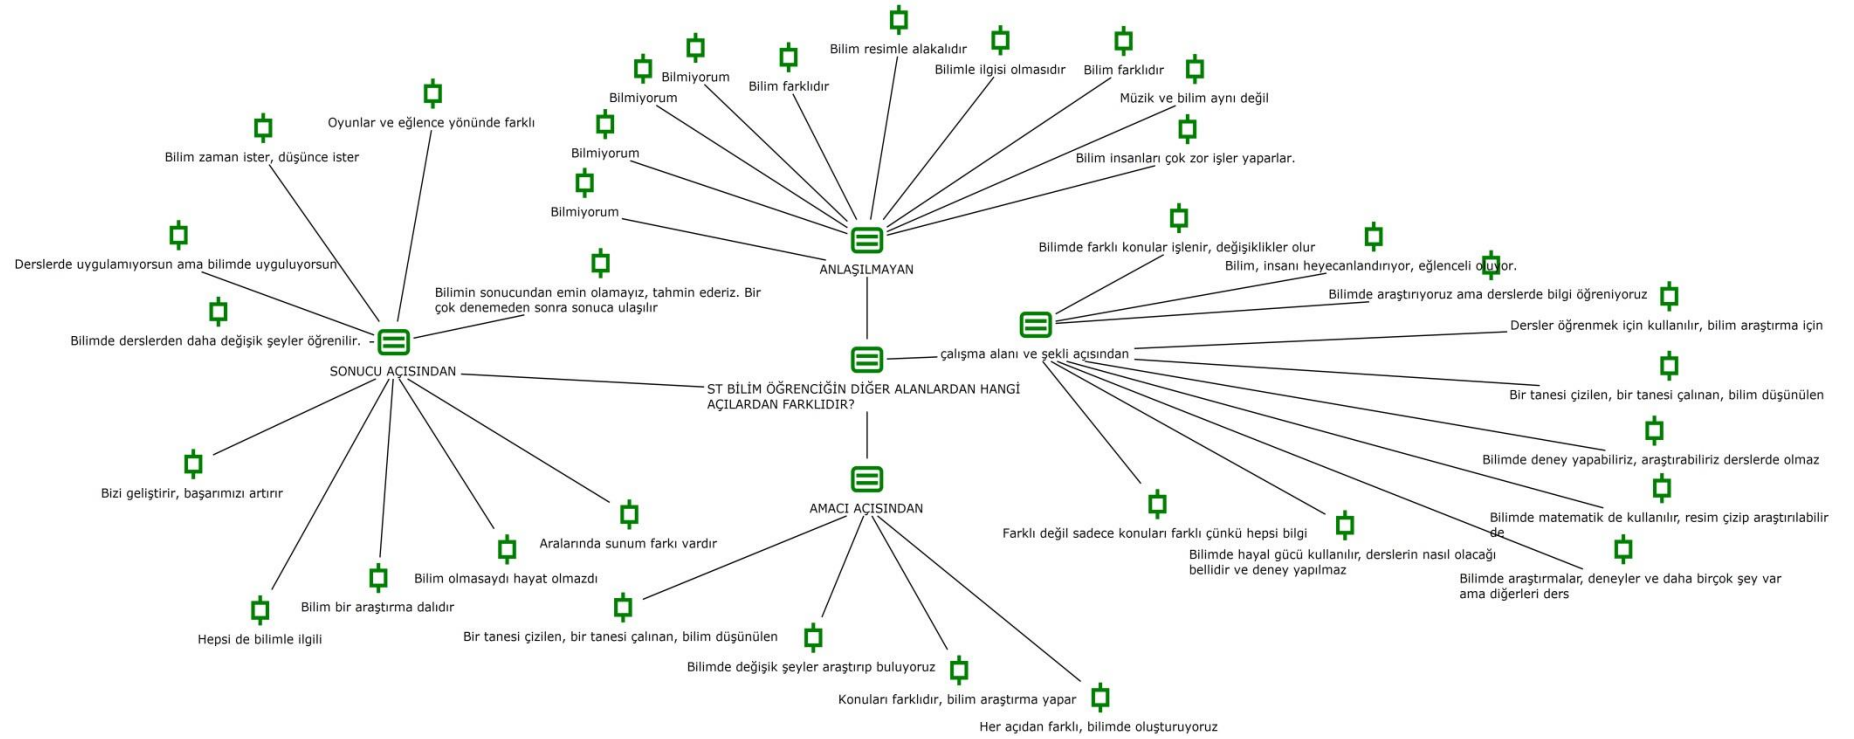 Bilim resimle alakalıdır
Bilimle ilgisi olmasıdır
Bilim farklıdır
Bilmiyorum
Bilim farklıdır
Bilmiyorum
Müzik ve bilim aynı değil
Oyunlar ve eğlence yönünde farklı
Bilmiyorum
Bilim zaman ister, düşünce ister
Bilim insanları çok zor işler yaparlar.
Bilmiyorum
Bilimde farklı konular işlenir, değişiklikler olur
Derslerde uygulamıyorsun ama bilimde uyguluyorsun
Bilim, insanı heyecanlandırıyor, eğlenceli oluyor.
ANLAŞILMAYAN
Bilimin sonucundan emin olamayız, tahmin ederiz. Bir
çok denemeden sonra sonuca ulaşılır
Bilimde araştırıyoruz ama derslerde bilgi öğreniyoruz
Dersler öğrenmek için kullanılır, bilim araştırma için
Bilimde derslerden daha değişik şeyler öğrenilir.
çalışma alanı ve şekli açısından
SONUCU AÇISINDAN
ST BİLİM ÖĞRENCİĞİN DİĞER ALANLARDAN HANGİ
AÇILARDAN FARKLIDIR?
Bir tanesi çizilen, bir tanesi çalınan, bilim düşünülen
Bilimde deney yapabiliriz, araştırabiliriz derslerde olmaz
Bizi geliştirir, başarımızı artırır
AMACI AÇISINDAN
Bilimde matematik de kullanılır, resim çizip araştırılabilir
de
Farklı değil sadece konuları farklı çünkü hepsi bilgi
Aralarında sunum farkı vardır
Bilimde hayal gücü kullanılır, derslerin nasıl olacağı
bellidir ve deney yapılmaz
Bilim olmasaydı hayat olmazdı
Bilimde araştırmalar, deneyler ve daha birçok şey var
ama diğerleri ders
Bilim bir araştırma dalıdır
Hepsi de bilimle ilgili
Bir tanesi çizilen, bir tanesi çalınan, bilim düşünülen
Bilimde değişik şeyler araştırıp buluyoruz
Konuları farklıdır, bilim araştırma yapar
Her açıdan farklı, bilimde oluşturuyoruz